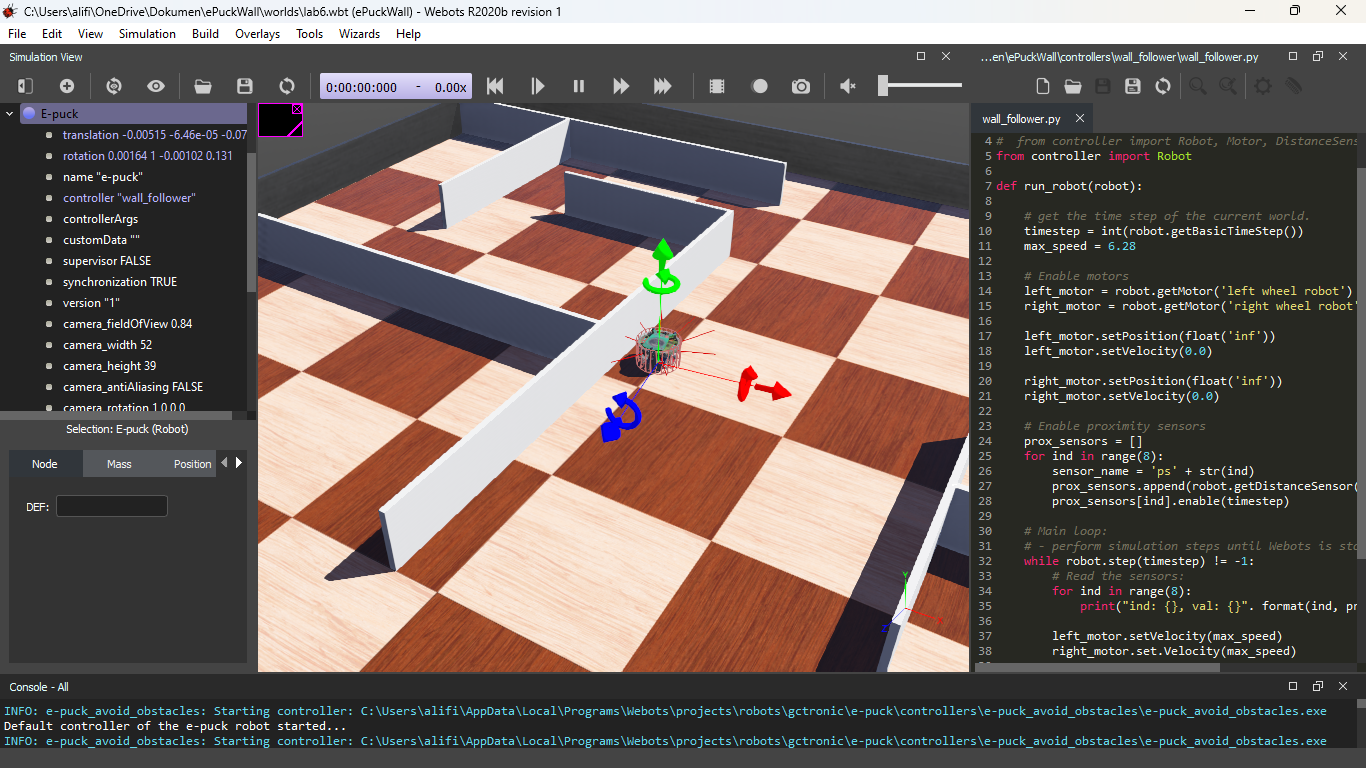 C:\Users\alifi\OneDrive\Dokumen\ePuckWall\worlds\lab6.wbt (ePuckWall) - Webots R2020b revision 1
File Edit View Simulation Build Overlays Tools Wizards Help
Simulation View
...en\ePuckWall\controllers\wall_follower\wall_follower.py
0:00:00:000 - 0.00x
E-puck
translation -0.00515 -6.46e-05 -0.07
rotation 0.00164 1 -0.00102 0.131
name "e-puck"
controller "wall_follower"
controllerArgs
customData ""
supervisor FALSE
synchronization TRUE
version "1"
camera_fieldOfView 0.84
camera_width 52
camera_height 39
camera_antiAliasing FALSE
camera_rotation 1 0 0 0
Selection: E-puck (Robot)
Node Mass Position
DEF:
Y
wall_follower.py
4 # from controller import Robot, Motor, DistanceSens
5 from controller import Robot
6
7 def run_robot(robot):
8
9 # get the time step of the current world.
10 timestep = int(robot.getBasicTimeStep())
11 max_speed = 6.28
12
13 # Enable motors
14 left_motor = robot.getMotor('left wheel robot')
15 right_motor = robot.getMotor('right wheel robot'
16
17 left_motor.setPosition(float('inf'))
18 left_motor.setVelocity(0.0)
19
20 right_motor.setPosition(float('inf'))
21 right_motor.setVelocity(0.0)
22
23 # Enable proximity sensors
24 prox_sensors = []
25 for ind in range(8):
26 sensor_name = 'ps' + str(ind)
27 prox_sensors.append(robot.getDistanceSensor(
28 prox_sensors[ind].enable(timestep)
29
30 # Main loop:
31 # - perform simulation steps until Webots is sto
32 while robot.step(timestep) != -1:
33 # Read the sensors:
34 for ind in range(8):
35 print("ind: {}, val: {}". format(ind, pr
36
37 left_motor.setVelocity(max_speed)
38 right_motor.set.Velocity(max_speed)
Console - All
INFO: e-puck_avoid_obstacles: Starting controller: C:\Users\alifi\AppData\Local\Programs\Webots\projects\robots\gctronic\e-puck\controllers\e-puck_avoid_obstacles\e-puck_avoid_obstacles.exe
Default controller of the e-puck robot started...
INFO: e-puck_avoid_obstacles: Starting controller: C:\Users\alifi\AppData\Local\Programs\Webots\projects\robots\gctronic\e-puck\controllers\e-puck_avoid_obstacles\e-puck_avoid_obstacles.exe